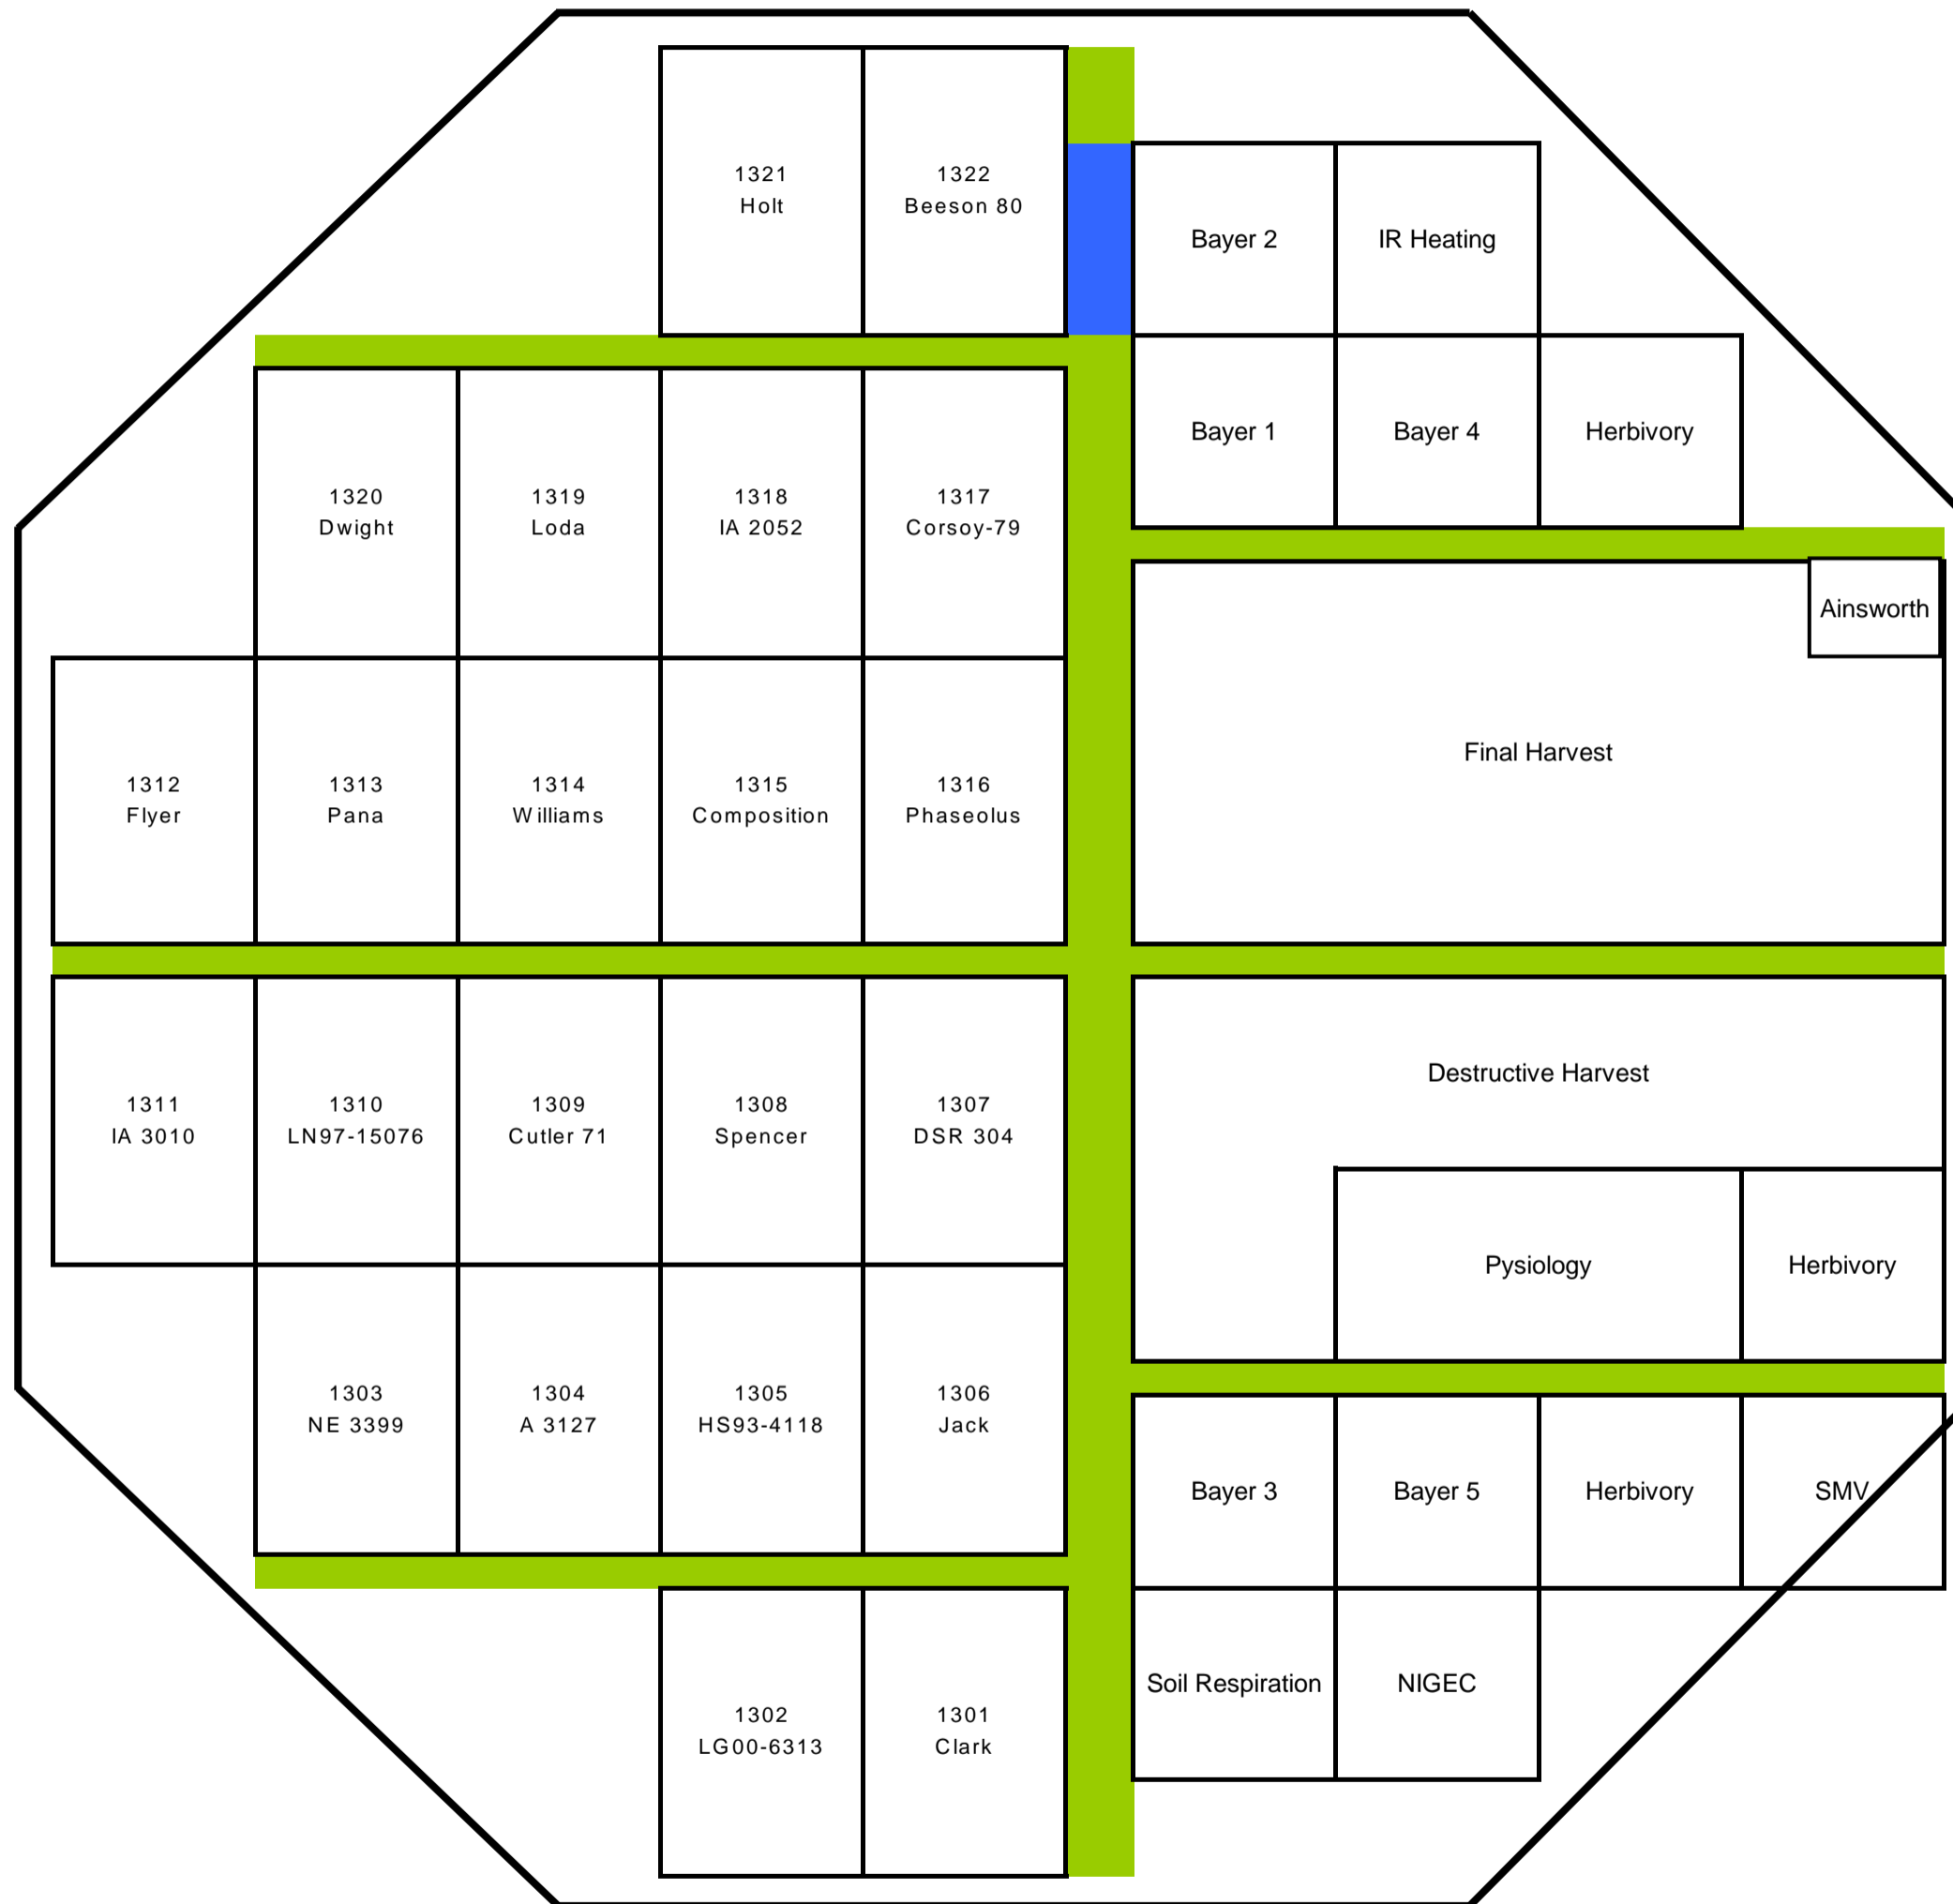 1321
Holt
1322
Beeson 80
Bayer 2
IR Heating
Bayer 1
Bayer 4
Herbivory
1320
Dwight
1319
Loda
1318
IA 2052
1317
Corsoy-79
Ainsworth
Final Harvest
1312
Flyer
1313
Pana
1314
Williams
1315
Composition
1316
Phaseolus
Destructive Harvest
1311
IA 3010
1310
LN97-15076
1309
Cutler 71
1308
Spencer
1307
DSR 304
Pysiology
Herbivory
1303
NE 3399
1304
A 3127
1305
HS93-4118
1306
Jack
Bayer 3
Bayer 5
Herbivory
SMV
Soil Respiration
NIGEC
1302
LG00-6313
1301
Clark